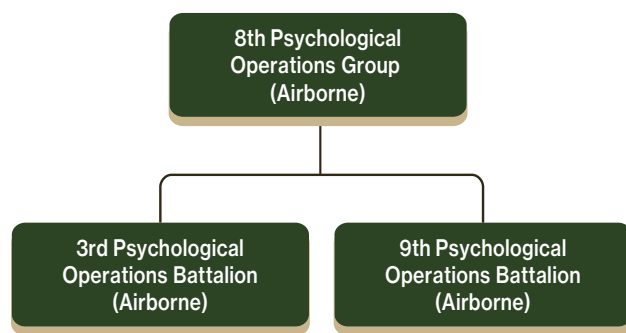 8th Psychological
Operations Group
(Airborne)
3rd Psychological
Operations Battalion
(Airborne)
9th Psychological
Operations Battalion
(Airborne)